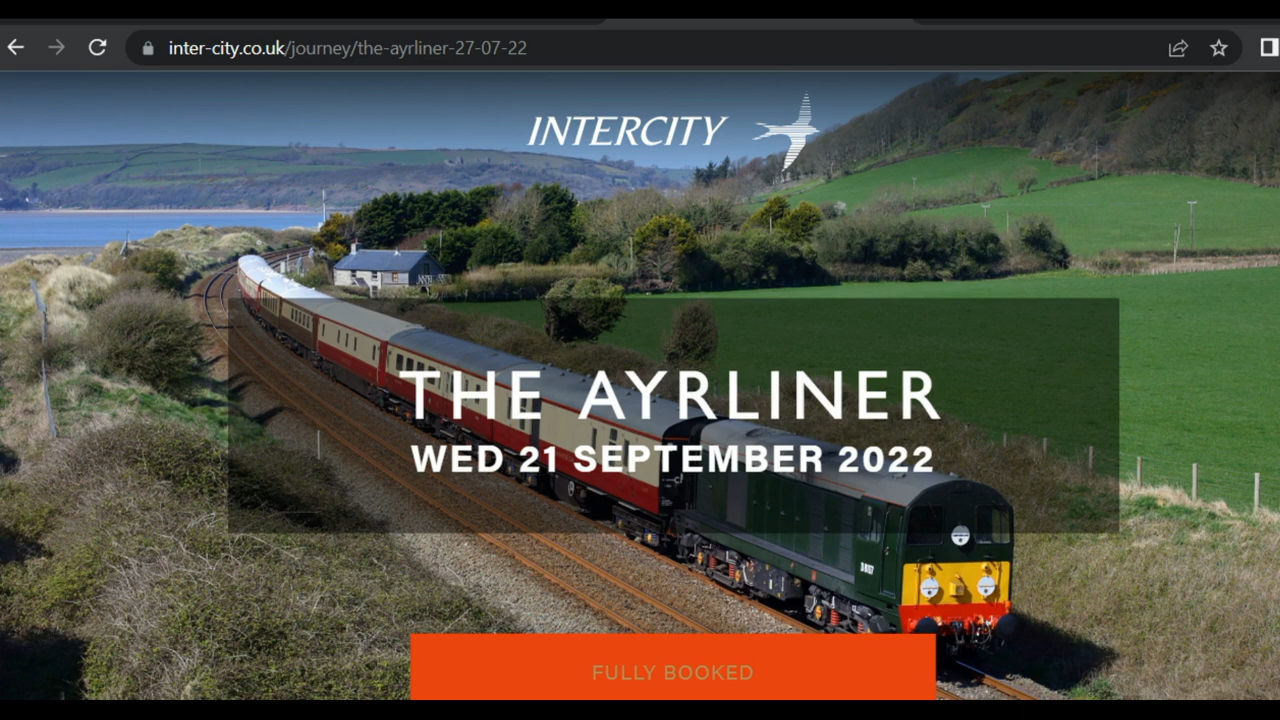 inter-city.co.uk/journey/the-ayrliner-27-07-22
INTERCITY
THE AYRLINER
WED 21 SEPTEMBER 2022
FULLY BOOKED